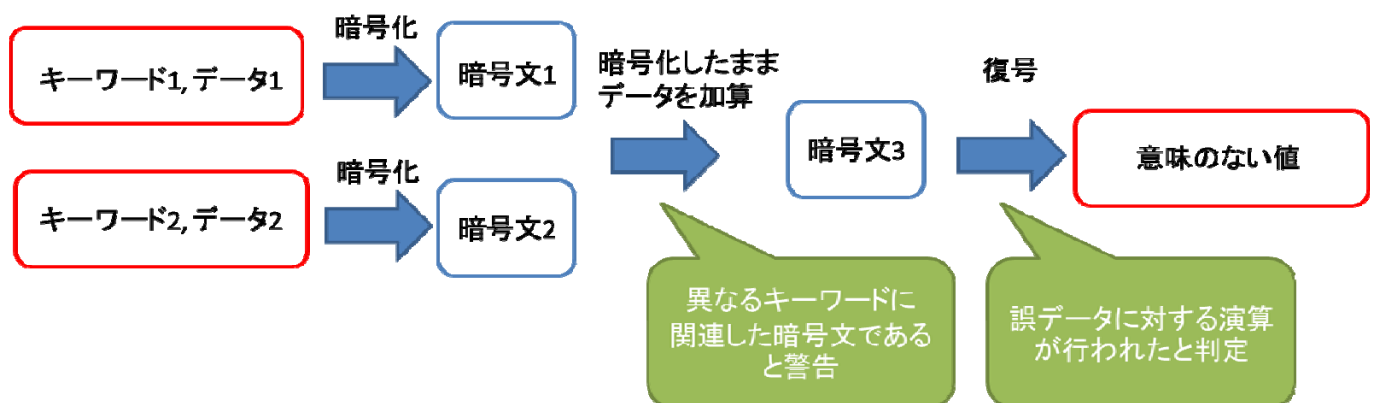 暗号化
キーワード1, データ1
暗号文1
暗号化
キーワード2, データ2
暗号文2
暗号化したまま
データを加算
暗号文3
復号
意味のない値
異なるキーワードに
関連した暗号文である
と警告
誤データに対する演算
が行われたと判定